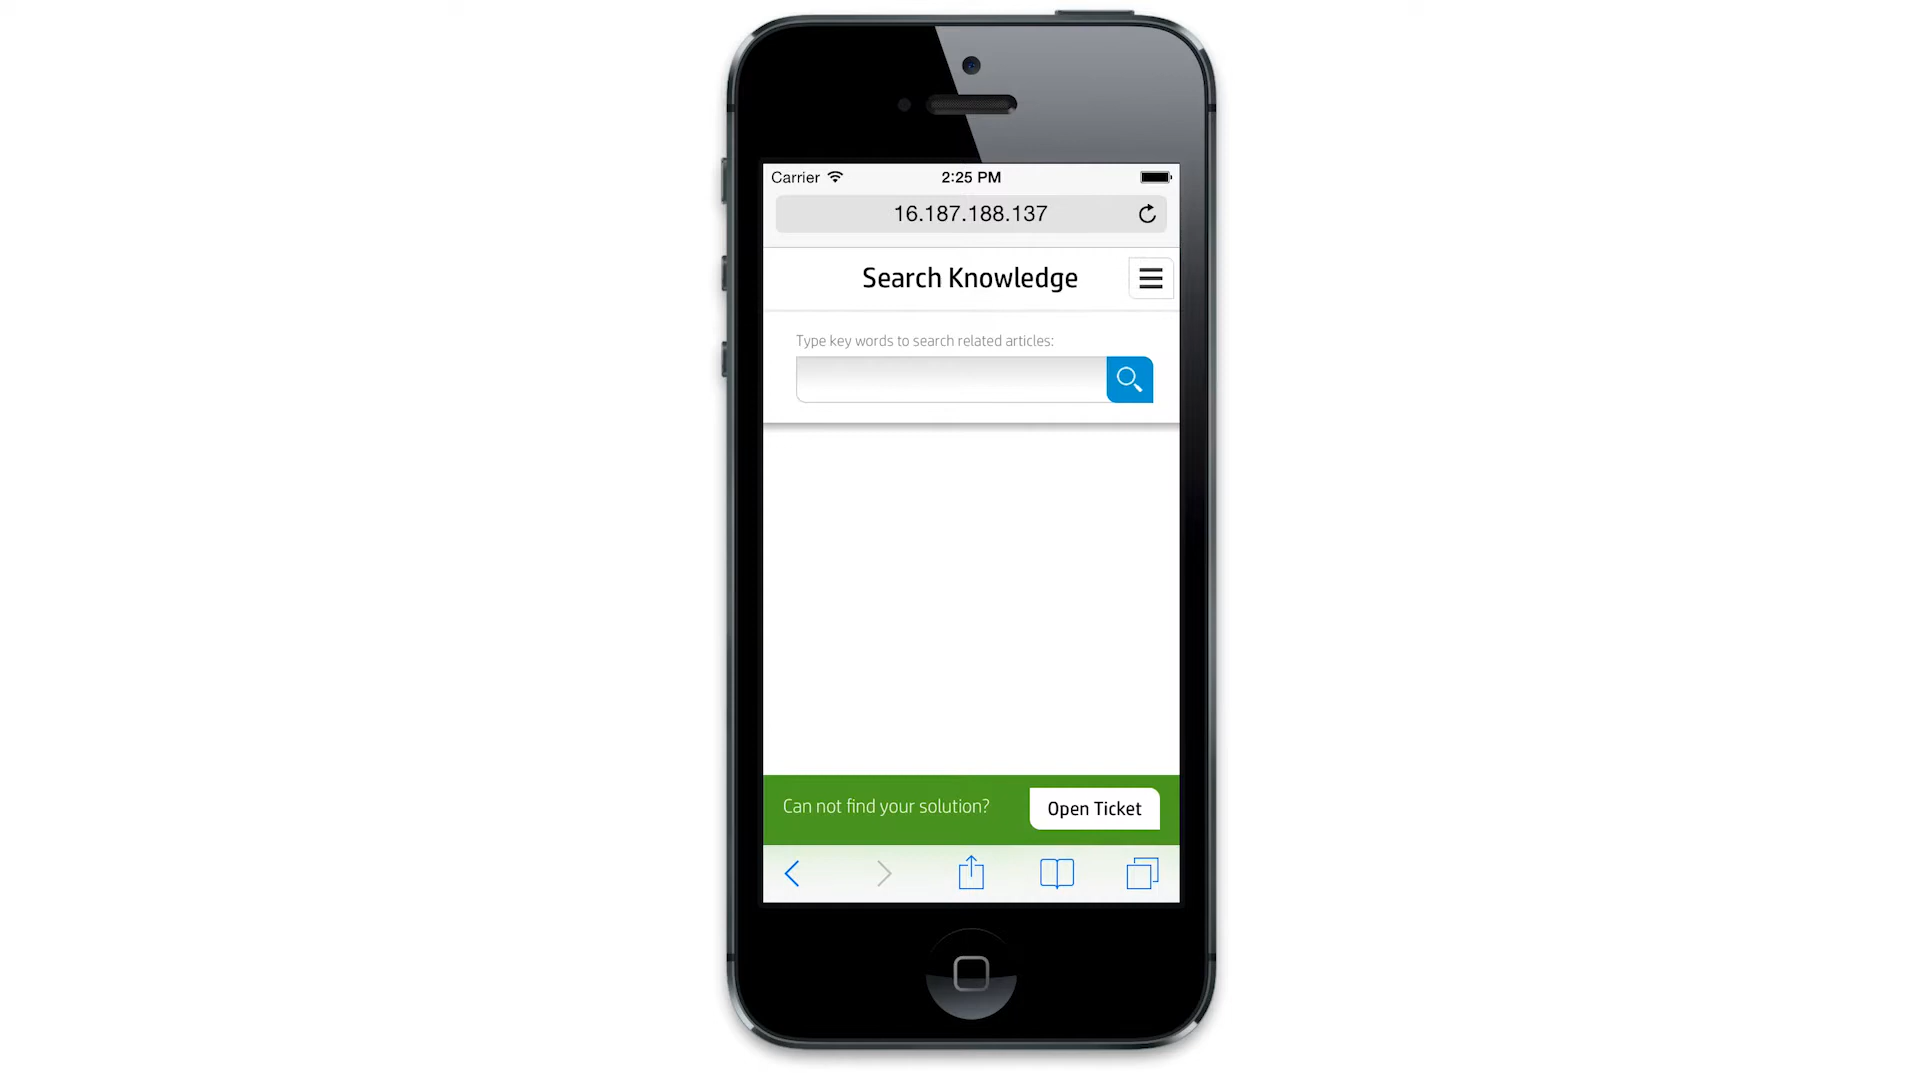 Carrier 2:25 PM
16.187.188.137
Search Knowledge
Type key words to search related articles:
Can not find your solution? Open Ticket